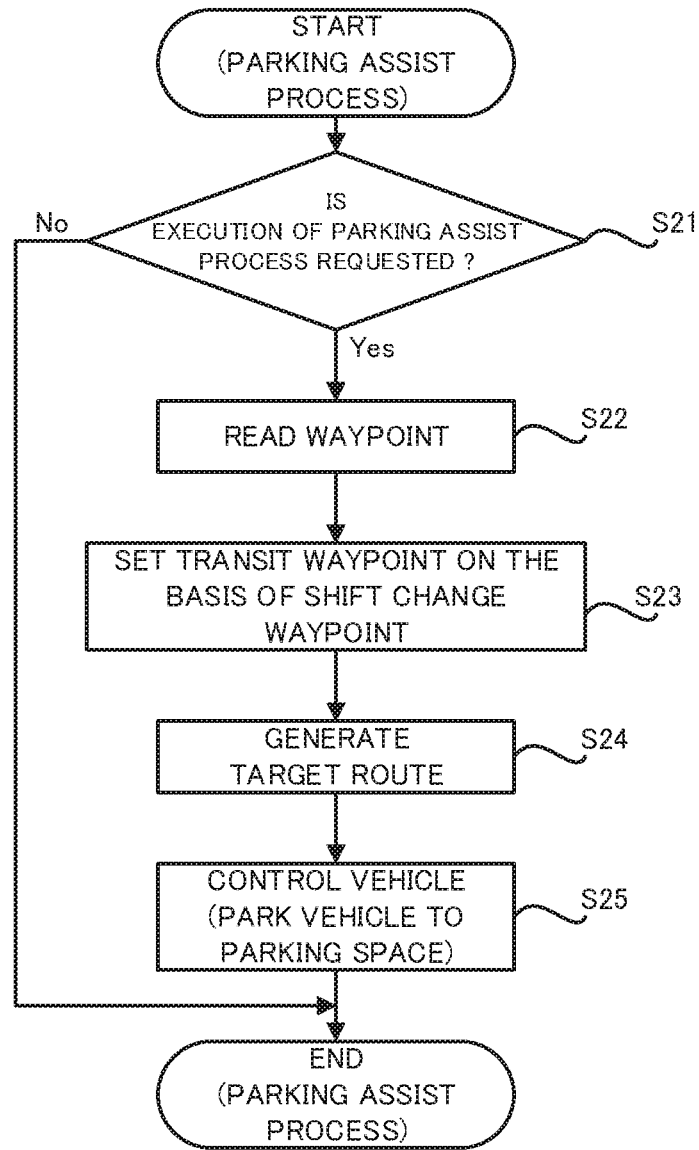 START
(PARKING ASSIST
PROCESS)
IS
EXECUTION OF PARKING ASSIST
PROCESS REQUESTED ?
No
S21
Yes
READ WAYPOINT
S22
SET TRANSIT WAYPOINT ON THE
BASIS OF SHIFT CHANGE
WAYPOINT
S23
GENERATE
TARGET ROUTE
S24
CONTROL VEHICLE
(PARK VEHICLE TO
PARKING SPACE)
S25
END
(PARKING ASSIST
PROCESS)